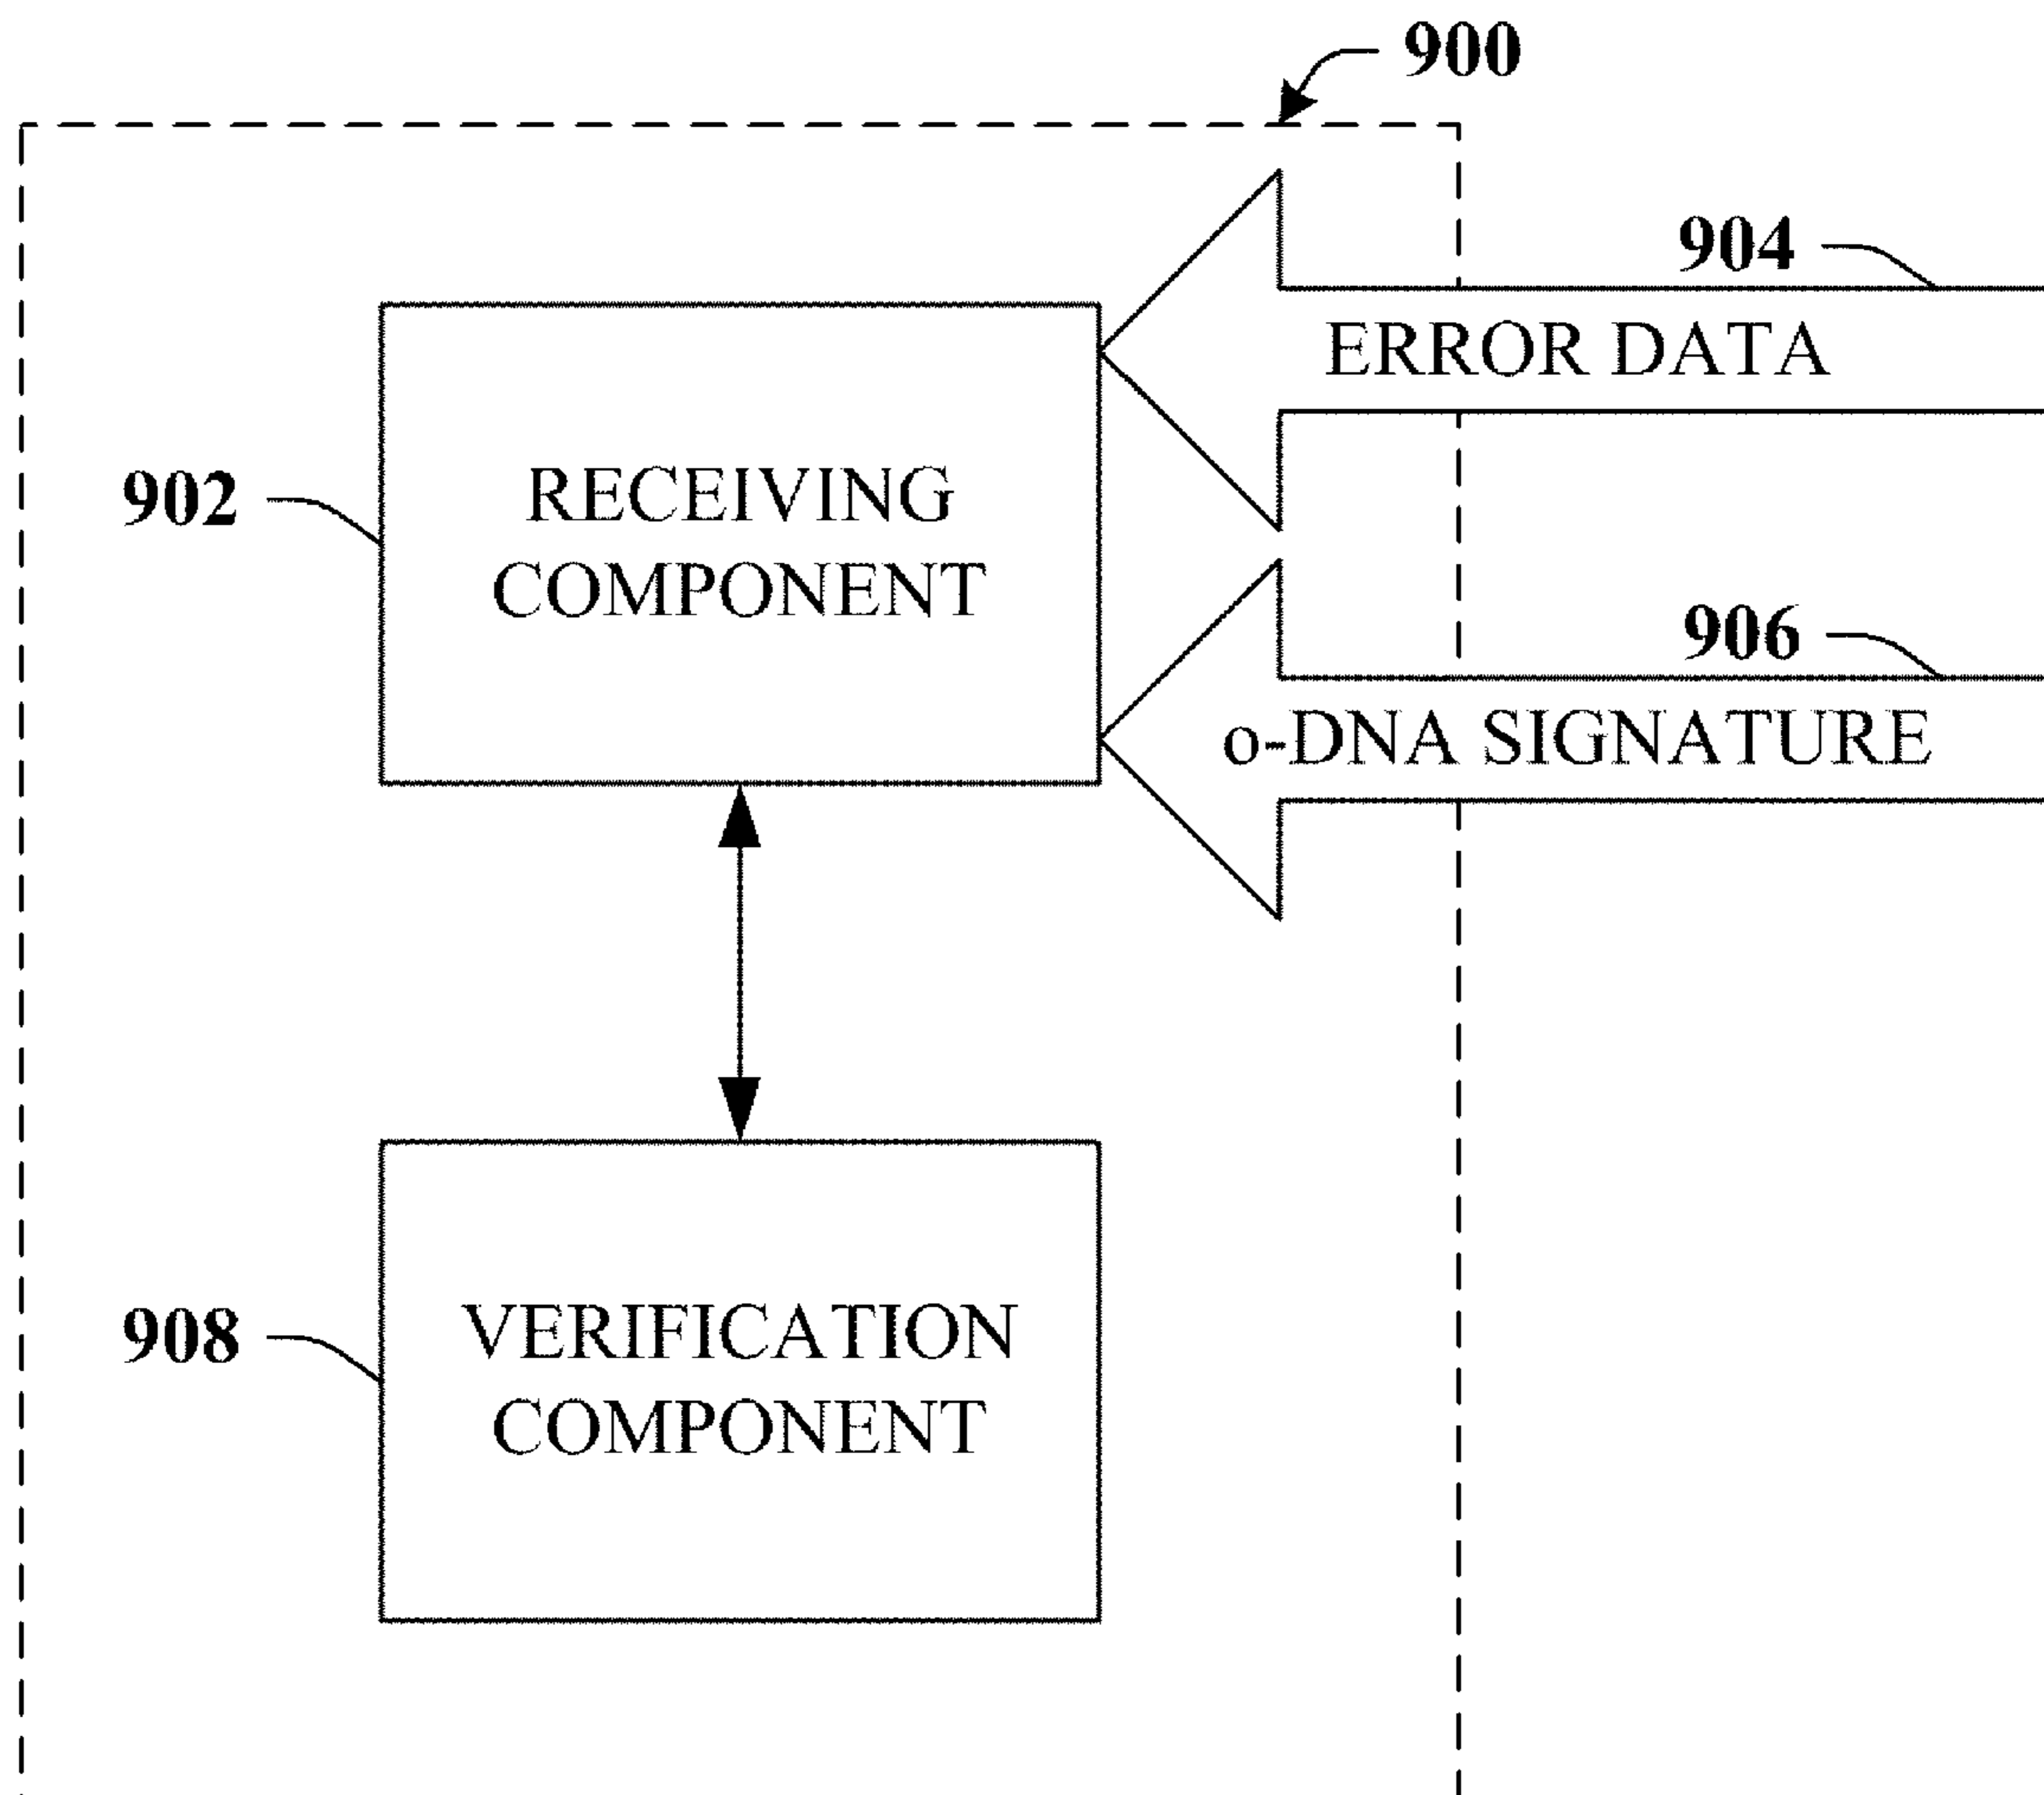 900
904
ERROR DATA
902
RECEIVING
COMPONENT
906
o-DNA SIGNATURE
908
VERIFICATION
COMPONENT